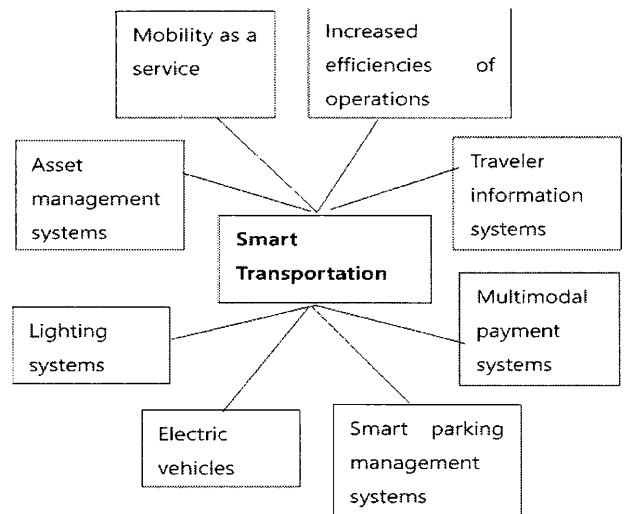 Mobility as a
service
Increased
efficiencies of
operations
Asset
management
systems
Traveler
information
systems
Smart
Transportation
Lighting
systems
Multimodal
payment
systems
Electric
vehicles
Smart parking
management
systems